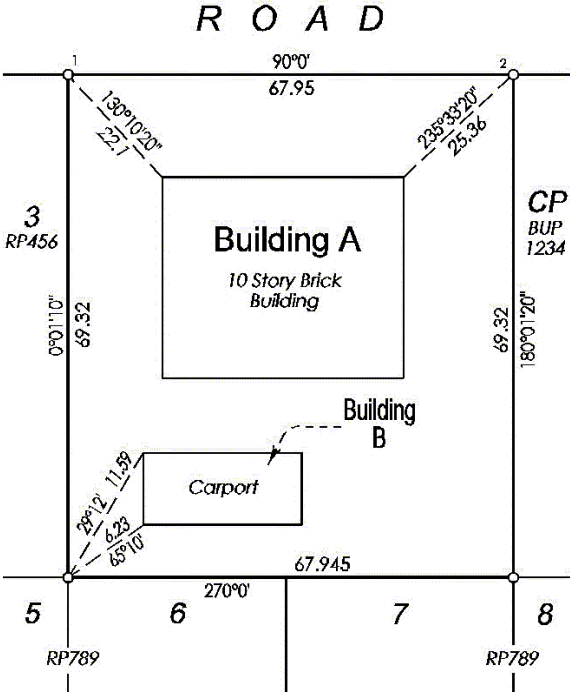 ROAD
1
90°0'
2
67.95
130°10'20"
22.1
235°33'20"
25.36
3
RP456
CP
BUP
1234
Building A
10 Story Brick
Building
0°01'10"
69.32
69.32
180°01'20"
Building
B
Carport
29°12' 11.59
6.23
65°10'
67.945
270°0'
5
6
7
8
RP789
RP789